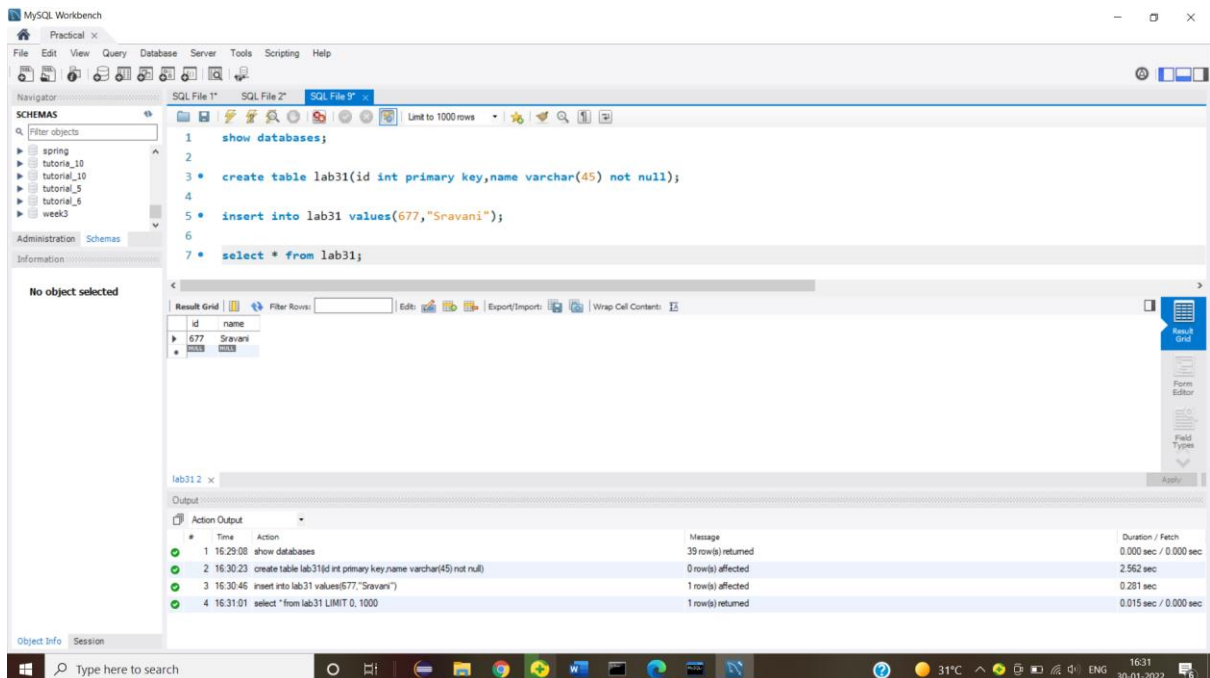 MySQL Workbench
Practical ×
File Edit View Query Database Server Tools Scripting Help
Navigator
SQL File 1* SQL File 2* SQL File 9* ×
SCHEMAS
Filter objects
spring
tutoria_10
tutorial_10
tutorial_5
tutorial_6
week3
Administration Schemas
Information
No object selected
Limit to 1000 rows
1 show databases;
2
3 create table lab31(id int primary key,name varchar(45) not null);
4
5 insert into lab31 values(677,"Sravani");
6
7 select * from lab31;
Result Grid Filter Rows: Edit: Export/Import: Wrap Cell Content:
id name
677 Sravani
NULL NULL
Result Grid
Form Editor
Field Types
lab31 2 × Apply
Output
Action Output
# Time Action Message Duration / Fetch
1 16:29:08 show databases 39 row(s) returned 0.000 sec / 0.000 sec
2 16:30:23 create table lab31(id int primary key,name varchar(45) not null) 0 row(s) affected 2.562 sec
3 16:30:46 insert into lab31 values(677,"Sravani") 1 row(s) affected 0.281 sec
4 16:31:01 select * from lab31 LIMIT 0, 1000 1 row(s) returned 0.015 sec / 0.000 sec
Object Info Session
Type here to search 31°C ENG 16:31
30-01-2022